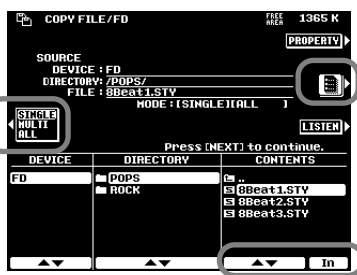 COPY FILE/FD
FREE AREA 1365 K
PROPERTY
SOURCE
DEVICE : FD
DIRECTORY: /POPS/
FILE : 8Beat1.STY
MODE : [SINGLE][ALL ]
SINGLE
MULTI
ALL
LISTEN
Press [NEXT] to continue.
DEVICE DIRECTORY CONTENTS
FD POPS ..
ROCK 8Beat1.STY
8Beat2.STY
8Beat3.STY
In